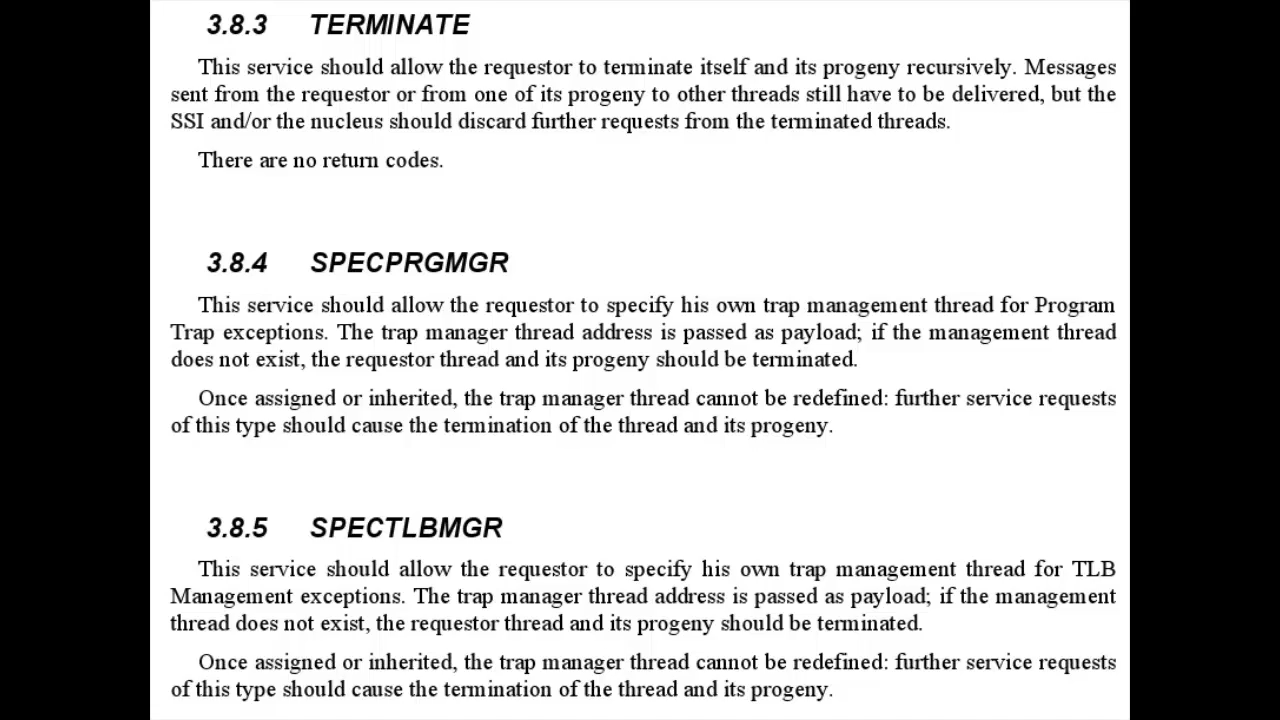 3.8.3 TERMINATE
This service should allow the requestor to terminate itself and its progeny recursively. Messages
sent from the requestor or from one of its progeny to other threads still have to be delivered, but the
SSI and/or the nucleus should discard further requests from the terminated threads.
There are no return codes.
3.8.4 SPECPRGMGR
This service should allow the requestor to specify his own trap management thread for Program
Trap exceptions. The trap manager thread address is passed as payload; if the management thread
does not exist, the requestor thread and its progeny should be terminated.
Once assigned or inherited, the trap manager thread cannot be redefined: further service requests
of this type should cause the termination of the thread and its progeny.
3.8.5 SPECTLBMGR
This service should allow the requestor to specify his own trap management thread for TLB
Management exceptions. The trap manager thread address is passed as payload; if the management
thread does not exist, the requestor thread and its progeny should be terminated.
Once assigned or inherited, the trap manager thread cannot be redefined: further service requests
of this type should cause the termination of the thread and its progeny.